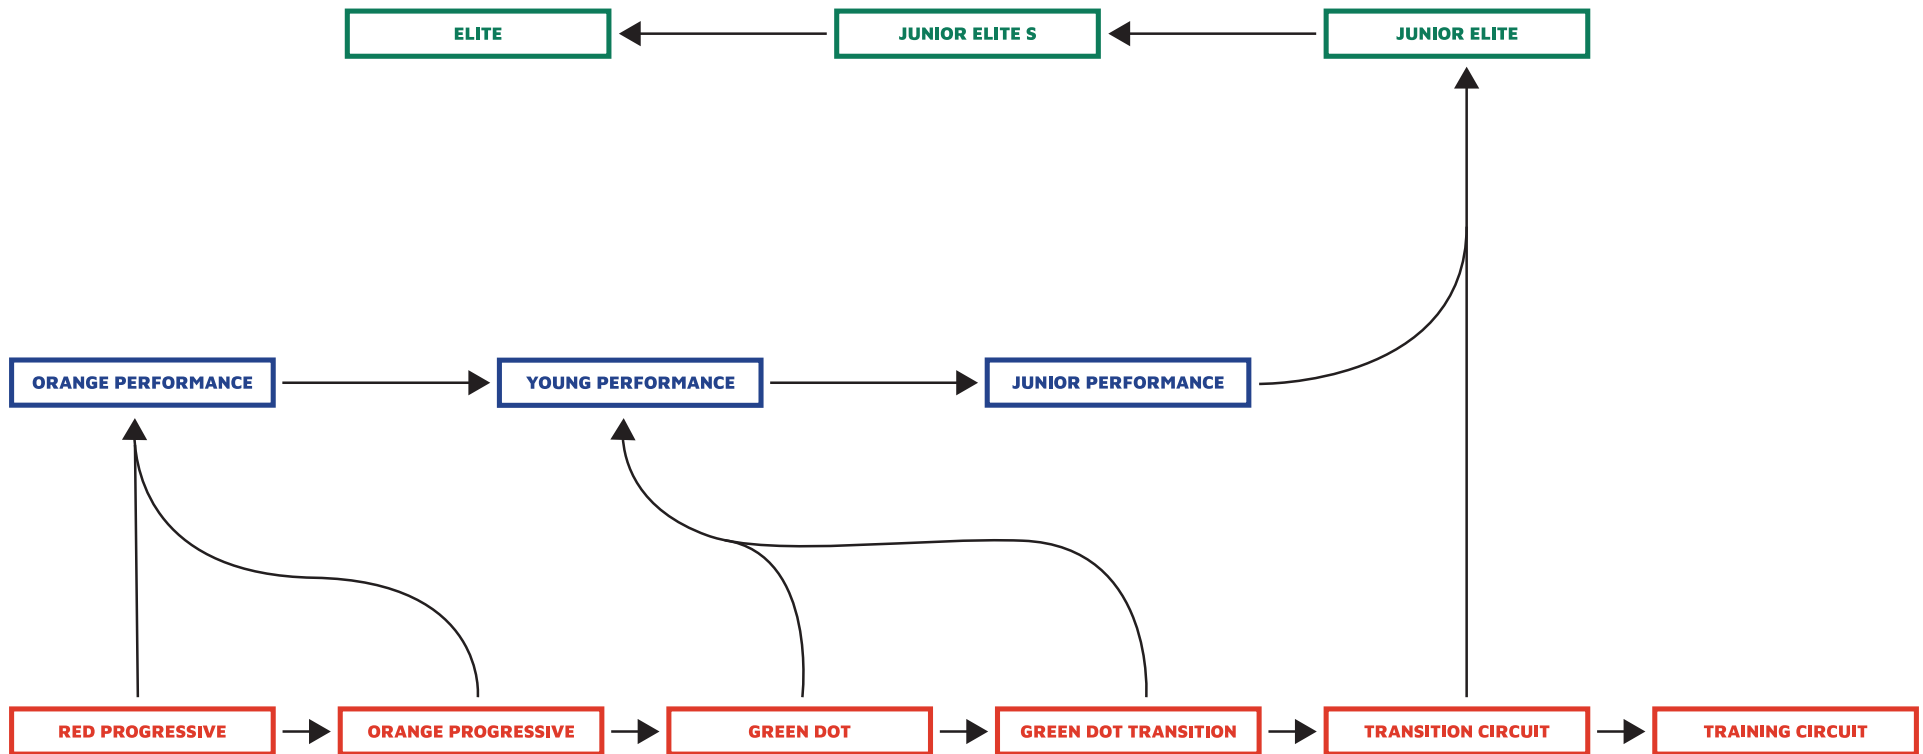 ELITE
JUNIOR ELITE S
JUNIOR ELITE
ORANGE PERFORMANCE
YOUNG PERFORMANCE
JUNIOR PERFORMANCE
RED PROGRESSIVE
ORANGE PROGRESSIVE
GREEN DOT
GREEN DOT TRANSITION
TRANSITION CIRCUIT
TRAINING CIRCUIT